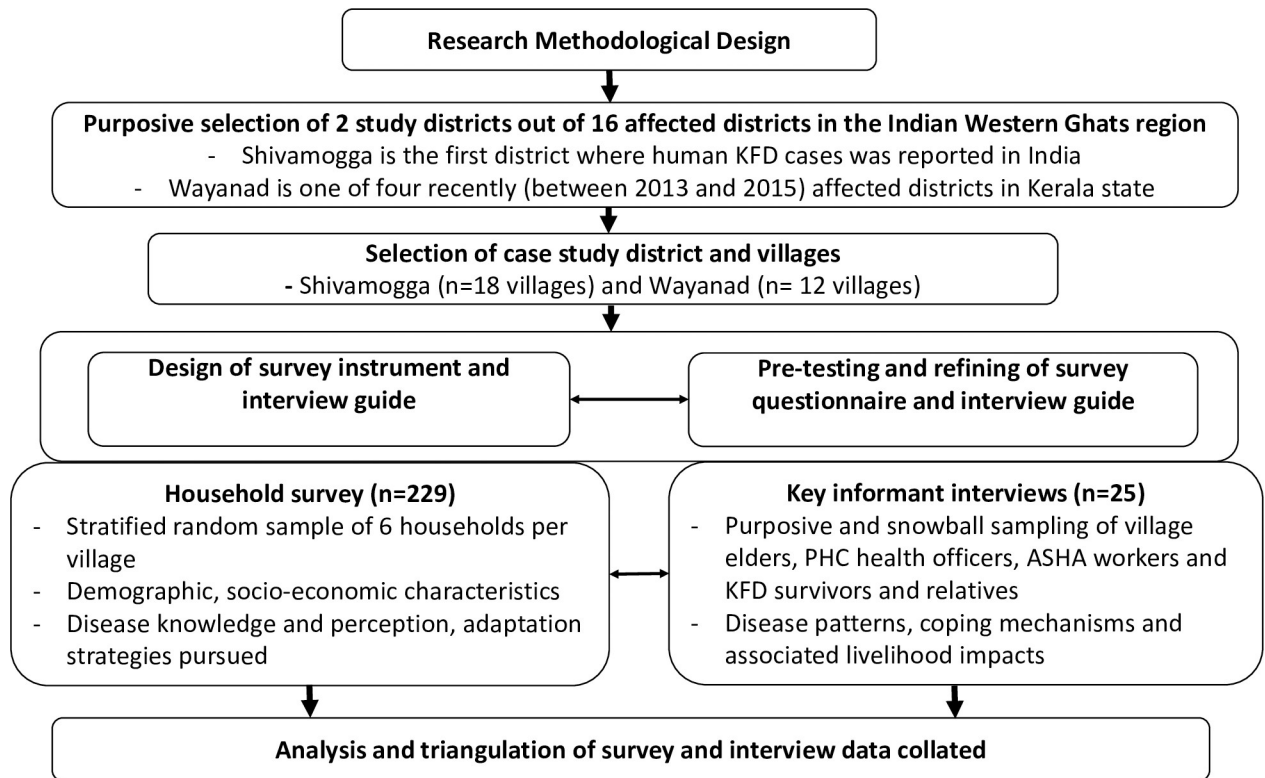 Research Methodological Design
Purposive selection of 2 study districts out of 16 affected districts in the Indian Western Ghats region
- Shivamogga is the first district where human KFD cases was reported in India
- Wayanad is one of four recently (between 2013 and 2015) affected districts in Kerala state
Selection of case study district and villages
- Shivamogga (n=18 villages) and Wayanad (n= 12 villages)
Design of survey instrument and
interview guide
Pre-testing and refining of survey
questionnaire and interview guide
Household survey (n=229)
- Stratified random sample of 6 households per
village
- Demographic, socio-economic characteristics
- Disease knowledge and perception, adaptation
strategies pursued
Key informant interviews (n=25)
- Purposive and snowball sampling of village
elders, PHC health officers, ASHA workers and
KFD survivors and relatives
- Disease patterns, coping mechanisms and
associated livelihood impacts
Analysis and triangulation of survey and interview data collated